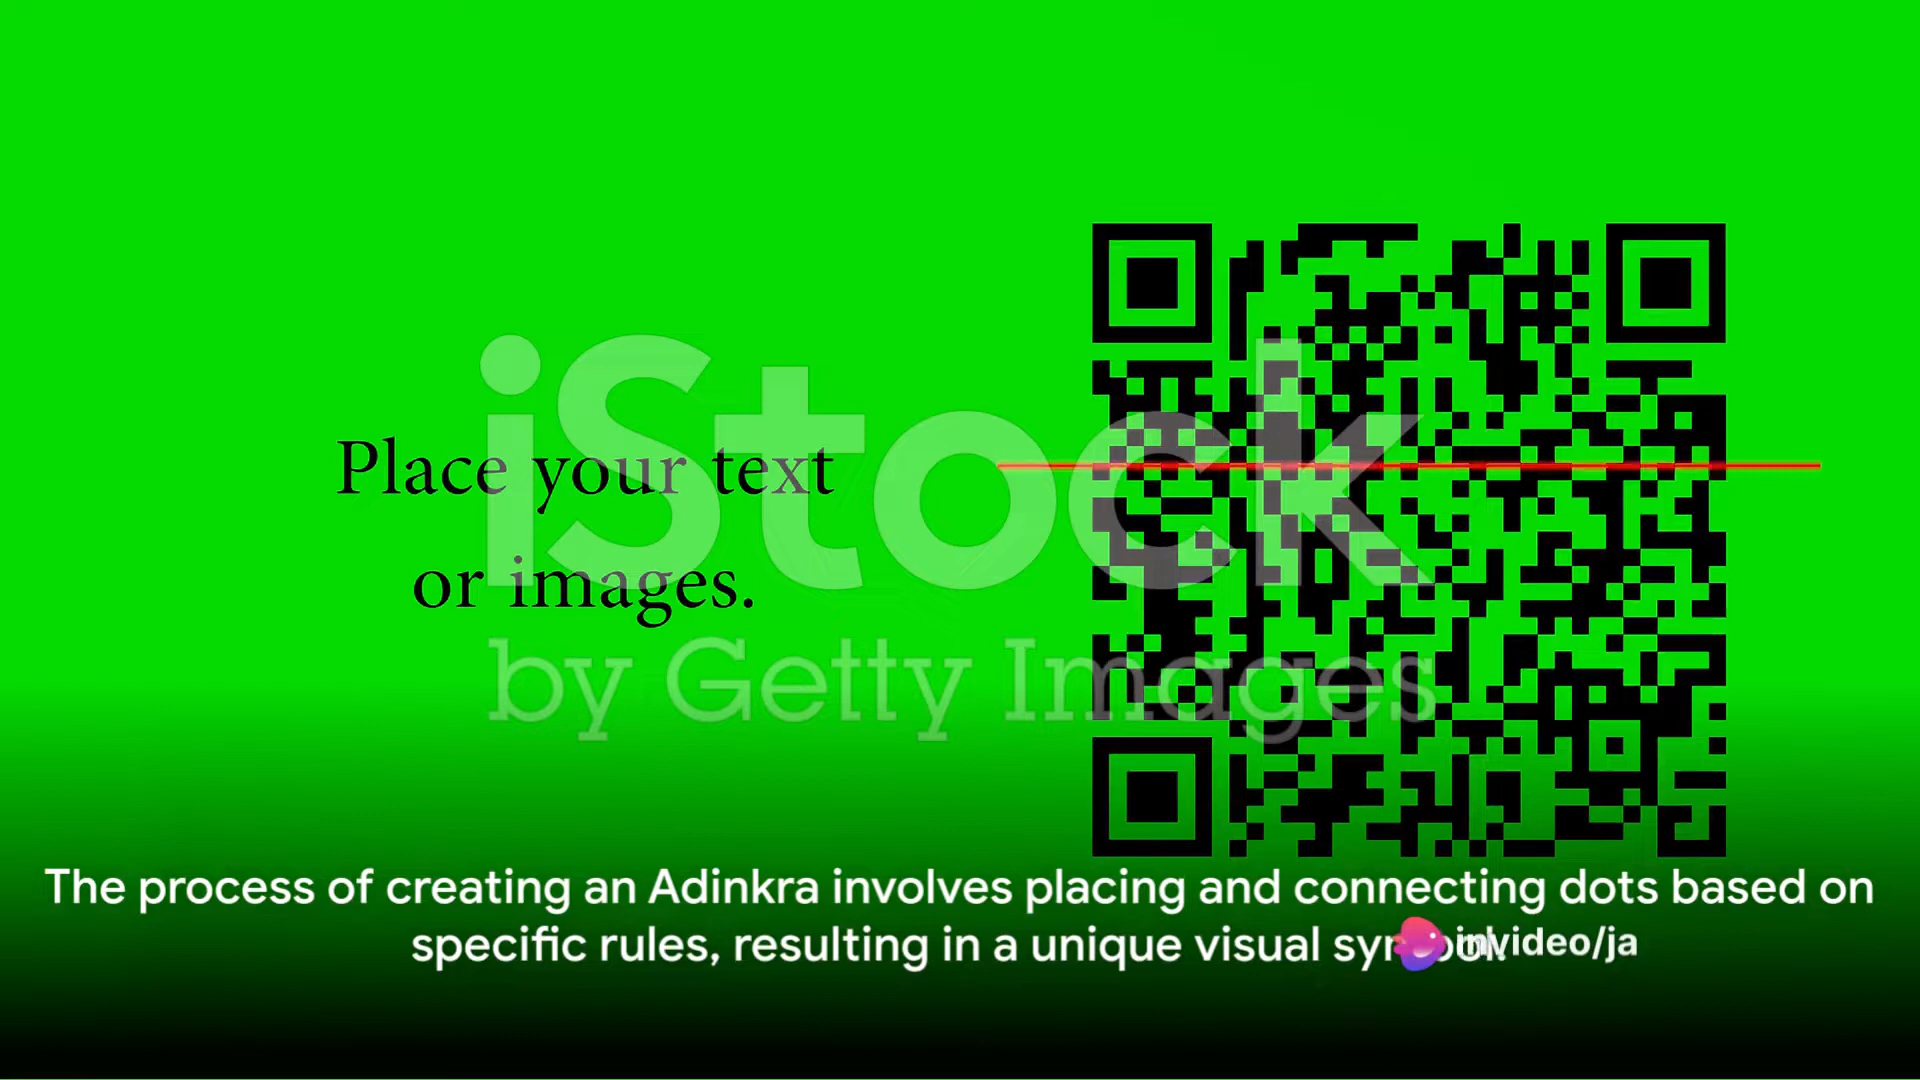 Place your text
or images.
iStock
by Getty Images
The process of creating an Adinkra involves placing and connecting dots based on
specific rules, resulting in a unique visual symbol.
invideo/ja